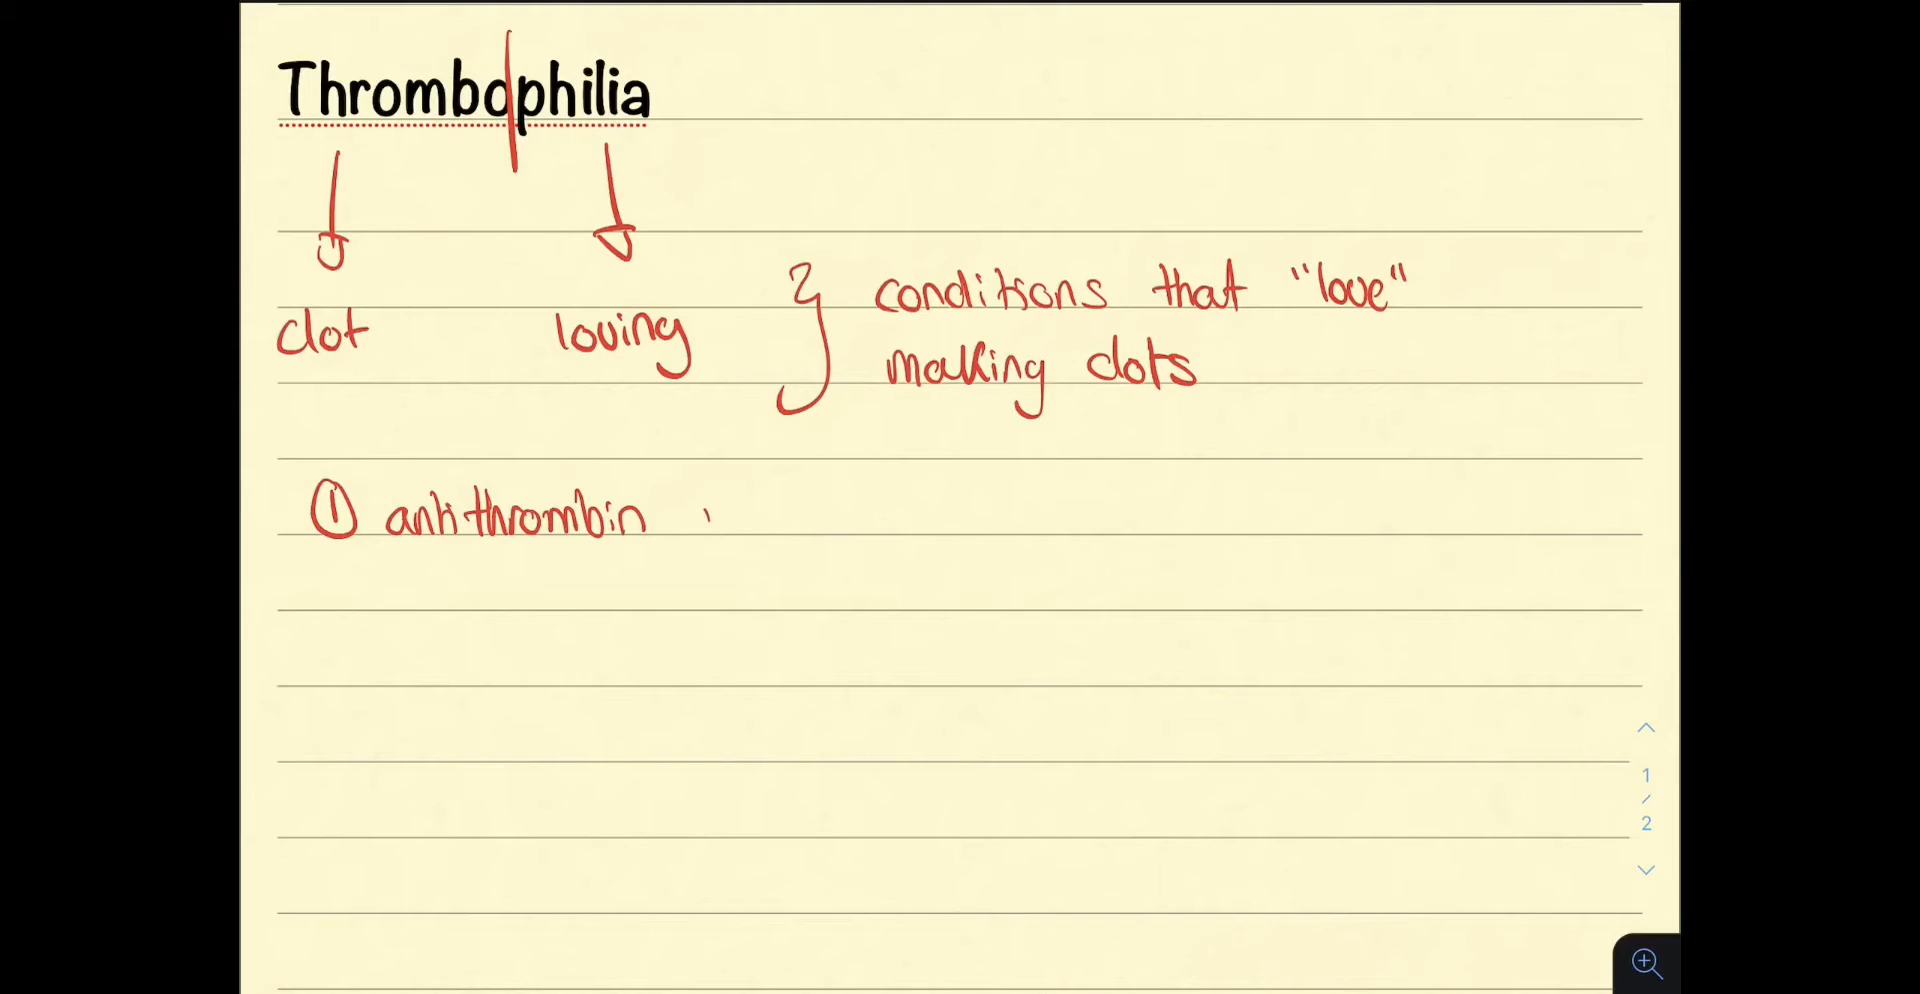 Thrombophilia
clot loving } conditions that "love"
making clots
① antithrombin
1
/
2